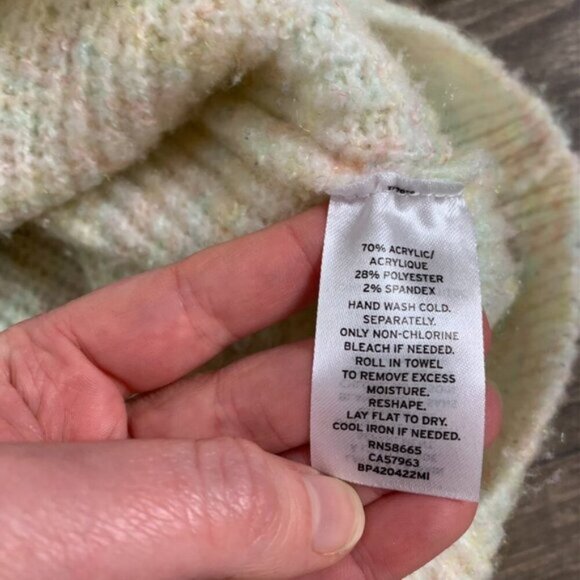 70% ACRYLIC/
ACRYLIQUE
28% POLYESTER
2% SPANDEX
HAND WASH COLD.
SEPARATELY.
ONLY NON-CHLORINE
BLEACH IF NEEDED.
ROLL IN TOWEL
TO REMOVE EXCESS
MOISTURE.
RESHAPE.
LAY FLAT TO DRY.
COOL IRON IF NEEDED.
RN58665
CA57963
BP420422MI